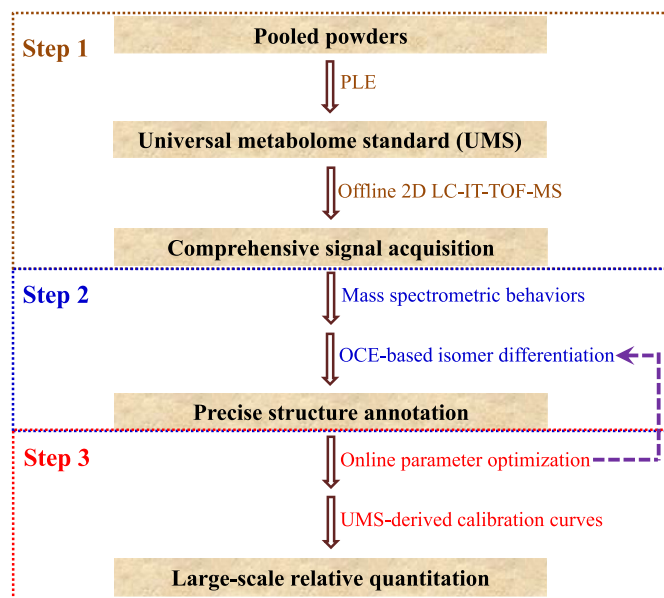 Step 1
Pooled powders
PLE
Universal metabolome standard (UMS)
Offline 2D LC-IT-TOF-MS
Comprehensive signal acquisition
Step 2
Mass spectrometric behaviors
OCE-based isomer differentiation
Precise structure annotation
Step 3
Online parameter optimization
UMS-derived calibration curves
Large-scale relative quantitation